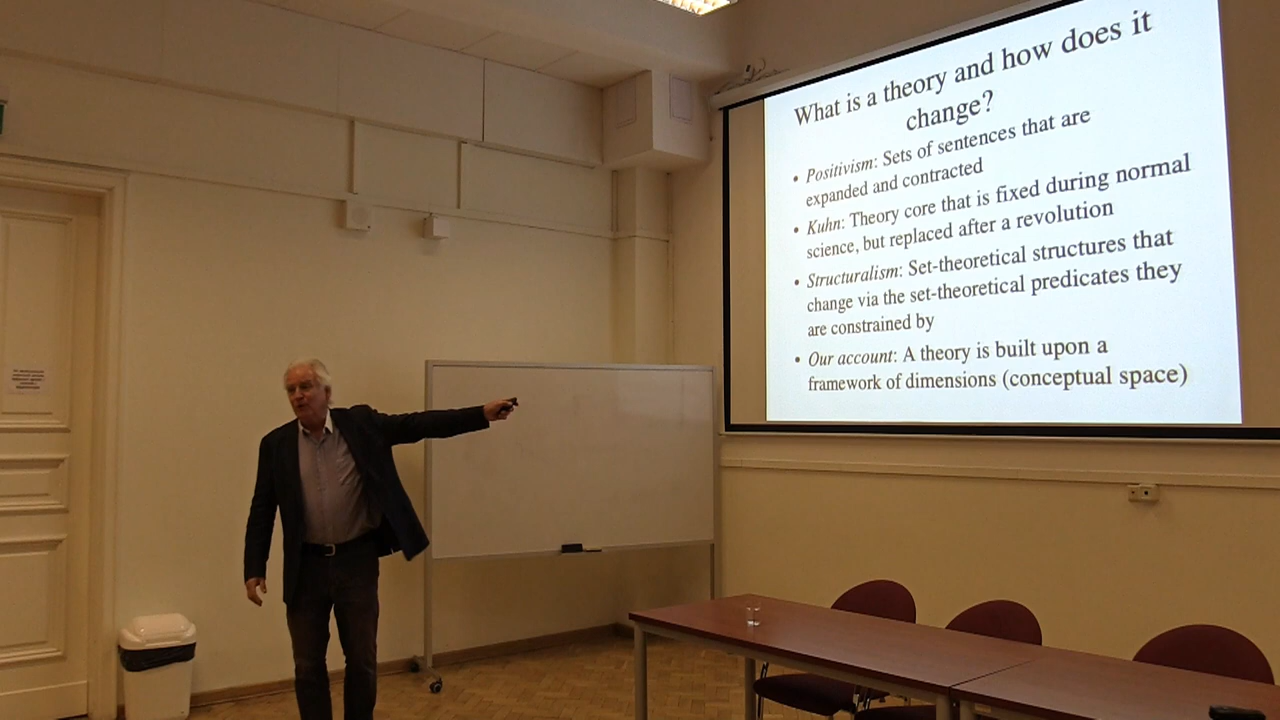 What is a theory and how does it
change?
• Positivism: Sets of sentences that are
expanded and contracted
• Kuhn: Theory core that is fixed during normal
science, but replaced after a revolution
• Structuralism: Set-theoretical structures that
change via the set-theoretical predicates they
are constrained by
• Our account: A theory is built upon a
framework of dimensions (conceptual space)